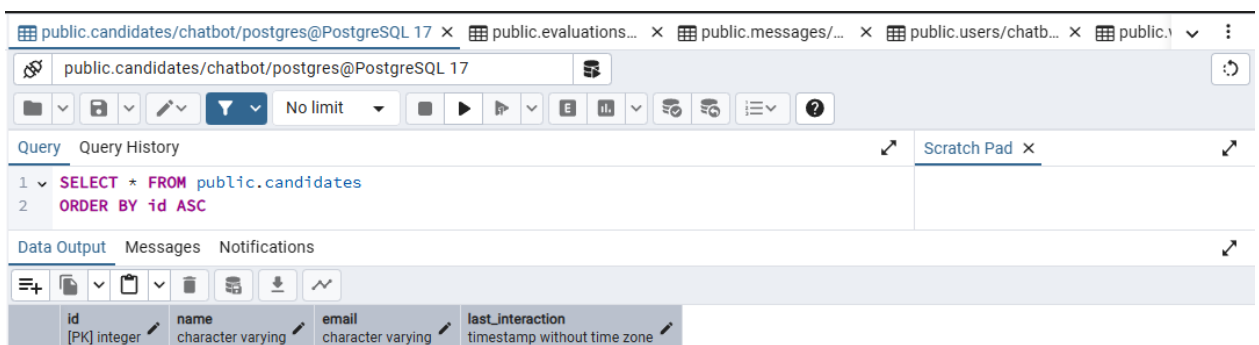 public.candidates/chatbot/postgres@PostgreSQL 17 public.evaluations... public.messages/... public.users/chatb... public.
public.candidates/chatbot/postgres@PostgreSQL 17
No limit E
Query Query History Scratch Pad
1 SELECT * FROM public.candidates
2 ORDER BY id ASC
Data Output Messages Notifications
id name email last_interaction
[PK] integer character varying character varying timestamp without time zone